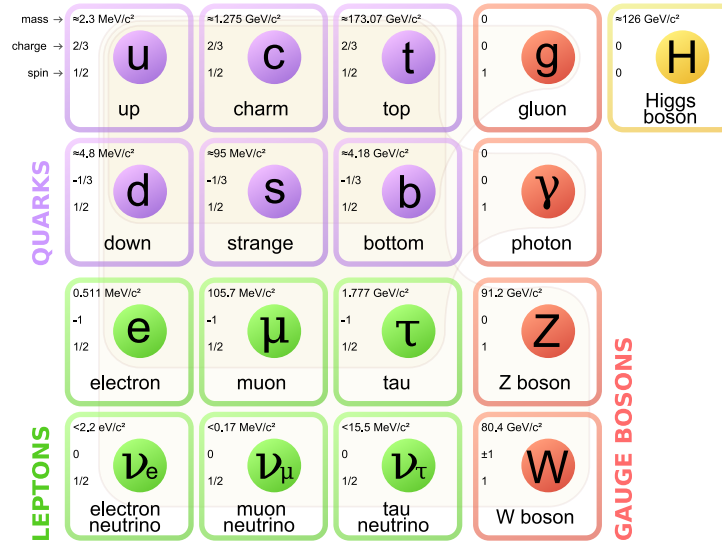 mass → ≈2.3 MeV/c² ≈1.275 GeV/c² ≈173.07 GeV/c² 0 ≈126 GeV/c²
charge → 2/3 2/3 2/3 0 0
spin → 1/2 1/2 1/2 1 0
u c t g H
up charm top gluon Higgs
boson
QUARKS
≈4.8 MeV/c² ≈95 MeV/c² ≈4.18 GeV/c² 0
-1/3 -1/3 -1/3 0
1/2 1/2 1/2 1
d s b γ
down strange bottom photon
0.511 MeV/c² 105.7 MeV/c² 1.777 GeV/c² 91.2 GeV/c²
-1 -1 -1 0
1/2 1/2 1/2 1
e μ τ Z
electron muon tau Z boson
LEPTONS
<2.2 eV/c² <0.17 MeV/c² <15.5 MeV/c² 80.4 GeV/c²
0 0 0 ±1
1/2 1/2 1/2 1
νe νμ ντ W
electron muon tau W boson
neutrino neutrino neutrino
GAUGE BOSONS